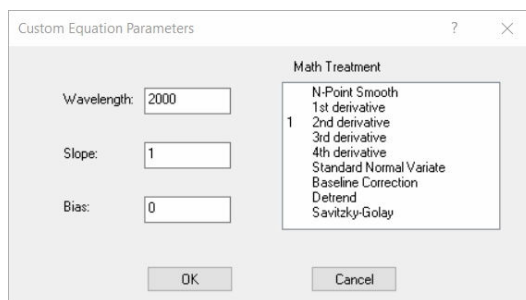 Custom Equation Parameters ? ×
Math Treatment
Wavelength: 2000
Slope: 1
Bias: 0
N-Point Smooth
1st derivative
1 2nd derivative
3rd derivative
4th derivative
Standard Normal Variate
Baseline Correction
Detrend
Savitzky-Golay
OK Cancel